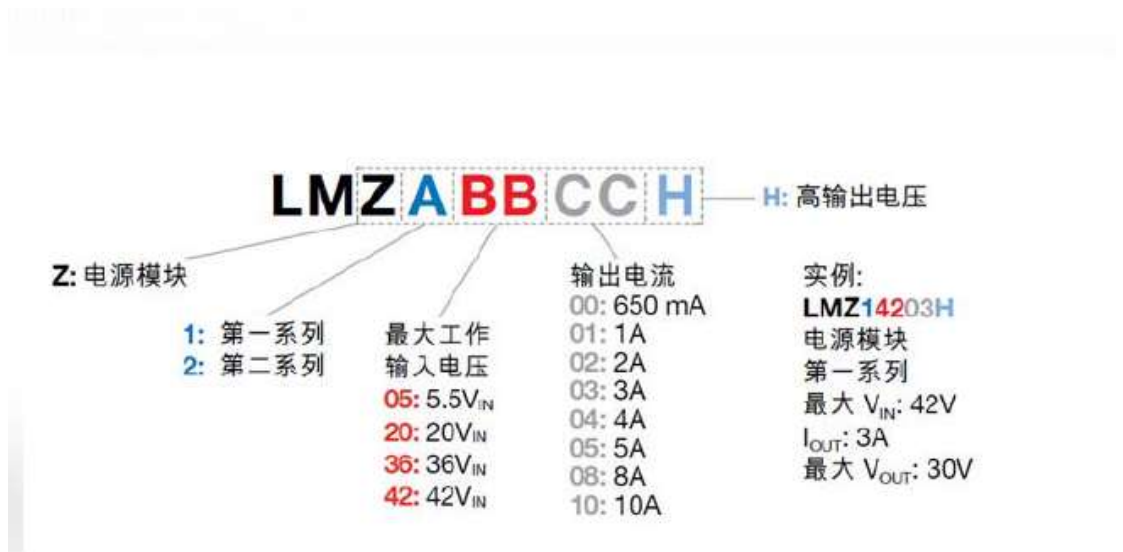 LMZABBCCH
H: 高输出电压
Z: 电源模块
1: 第一系列
2: 第二系列
最大工作
输入电压
05: 5.5VIN
20: 20VIN
36: 36VIN
42: 42VIN
输出电流
00: 650 mA
01: 1A
02: 2A
03: 3A
04: 4A
05: 5A
08: 8A
10: 10A
实例:
LMZ14203H
电源模块
第一系列
最大 VIN: 42V
IOUT: 3A
最大 VOUT: 30V